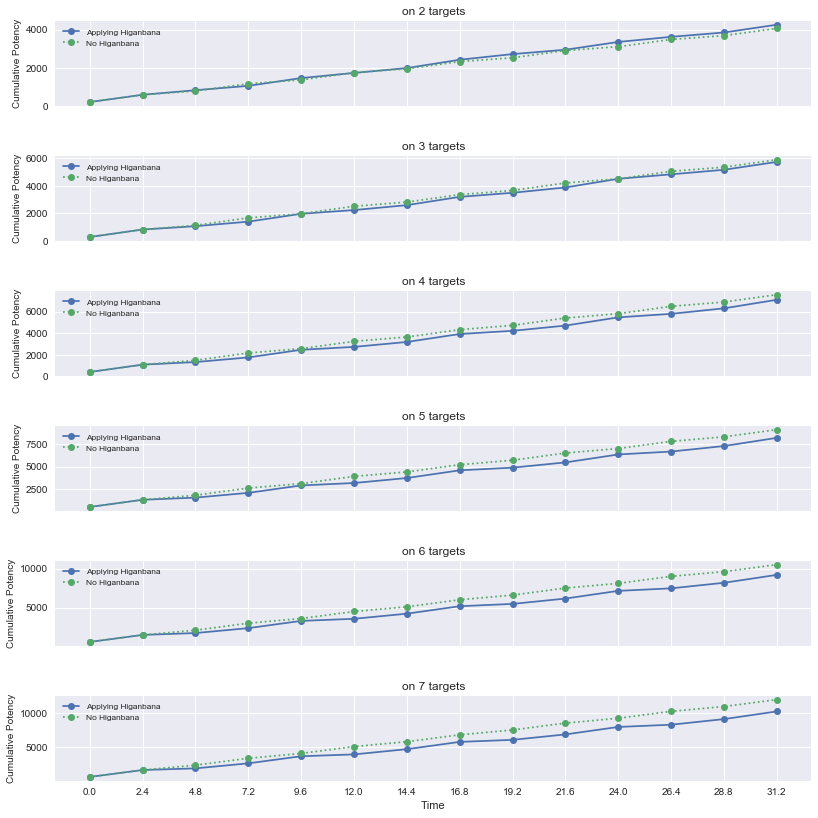 on 2 targets
Cumulative Potency
4000
2000
0
Applying Higanbana
No Higanbana
on 3 targets
Cumulative Potency
6000
4000
2000
0
Applying Higanbana
No Higanbana
on 4 targets
Cumulative Potency
6000
4000
2000
0
Applying Higanbana
No Higanbana
on 5 targets
Cumulative Potency
7500
5000
2500
Applying Higanbana
No Higanbana
on 6 targets
Cumulative Potency
10000
5000
Applying Higanbana
No Higanbana
on 7 targets
Cumulative Potency
10000
5000
Applying Higanbana
No Higanbana
0.0 2.4 4.8 7.2 9.6 12.0 14.4 16.8 19.2 21.6 24.0 26.4 28.8 31.2
Time